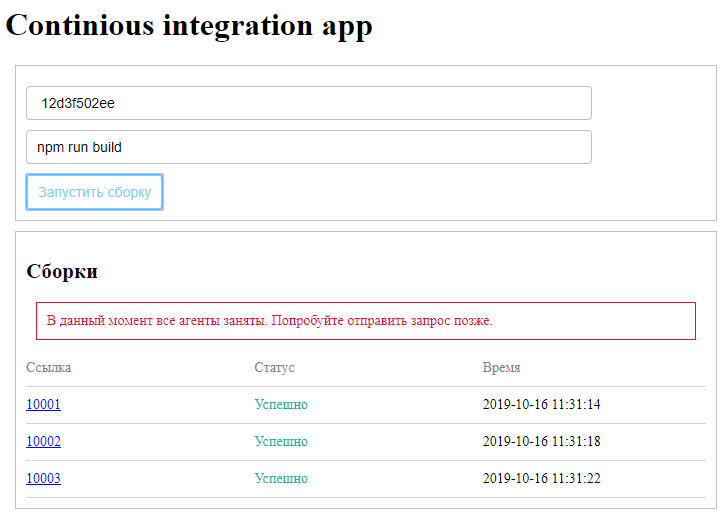 Continious integration app
12d3f502ee
npm run build
Запустить сборку
Сборки
В данный момент все агенты заняты. Попробуйте отправить запрос позже.
Ссылка Статус Время
10001 Успешно 2019-10-16 11:31:14
10002 Успешно 2019-10-16 11:31:18
10003 Успешно 2019-10-16 11:31:22